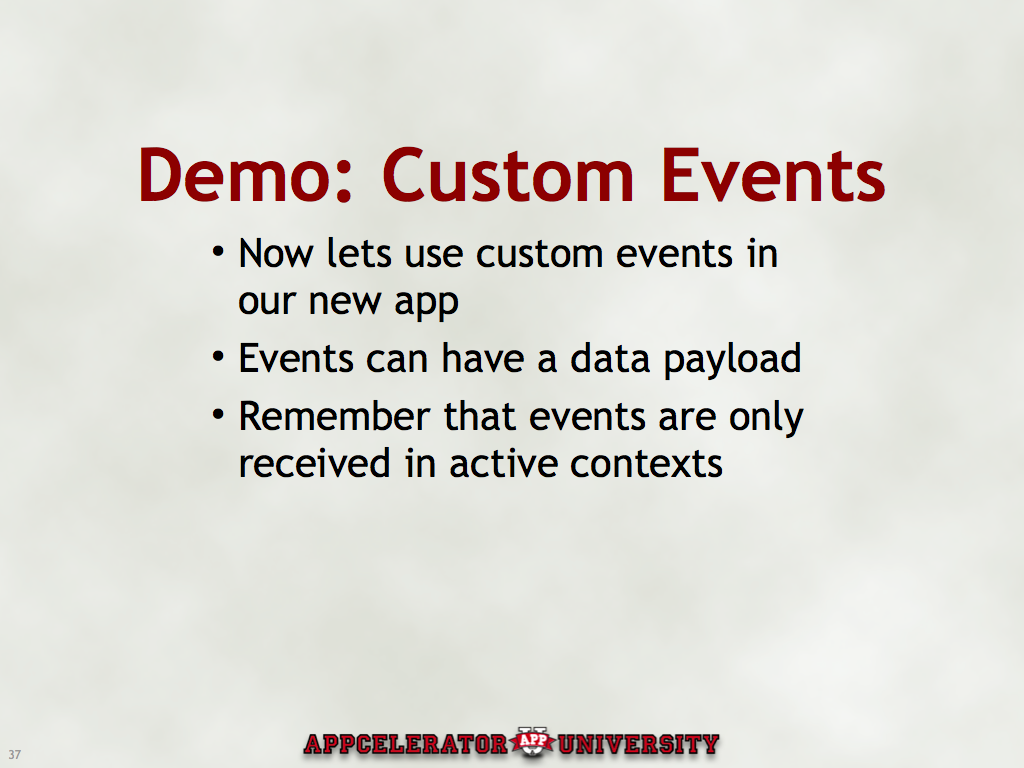 Demo: Custom Events
• Now lets use custom events in
our new app
• Events can have a data payload
• Remember that events are only
received in active contexts
37
APPCELERATOR APP UNIVERSITY